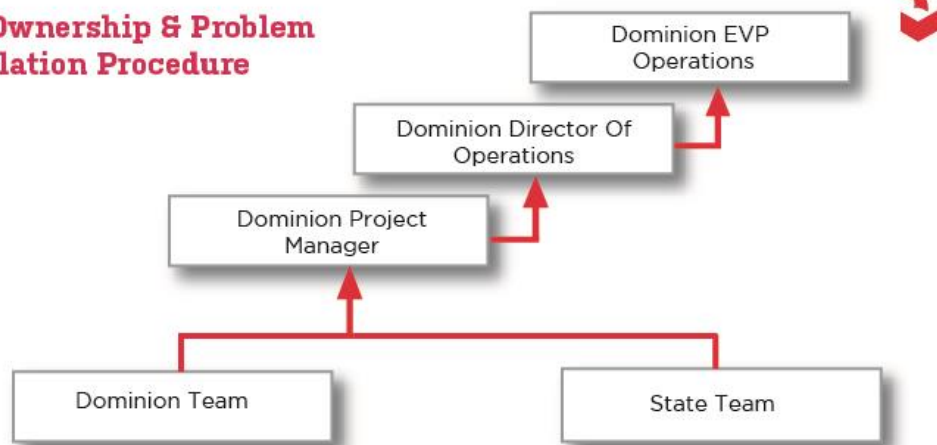 Ownership & Problem
lation Procedure
Dominion EVP
Operations
Dominion Director Of
Operations
Dominion Project
Manager
Dominion Team
State Team